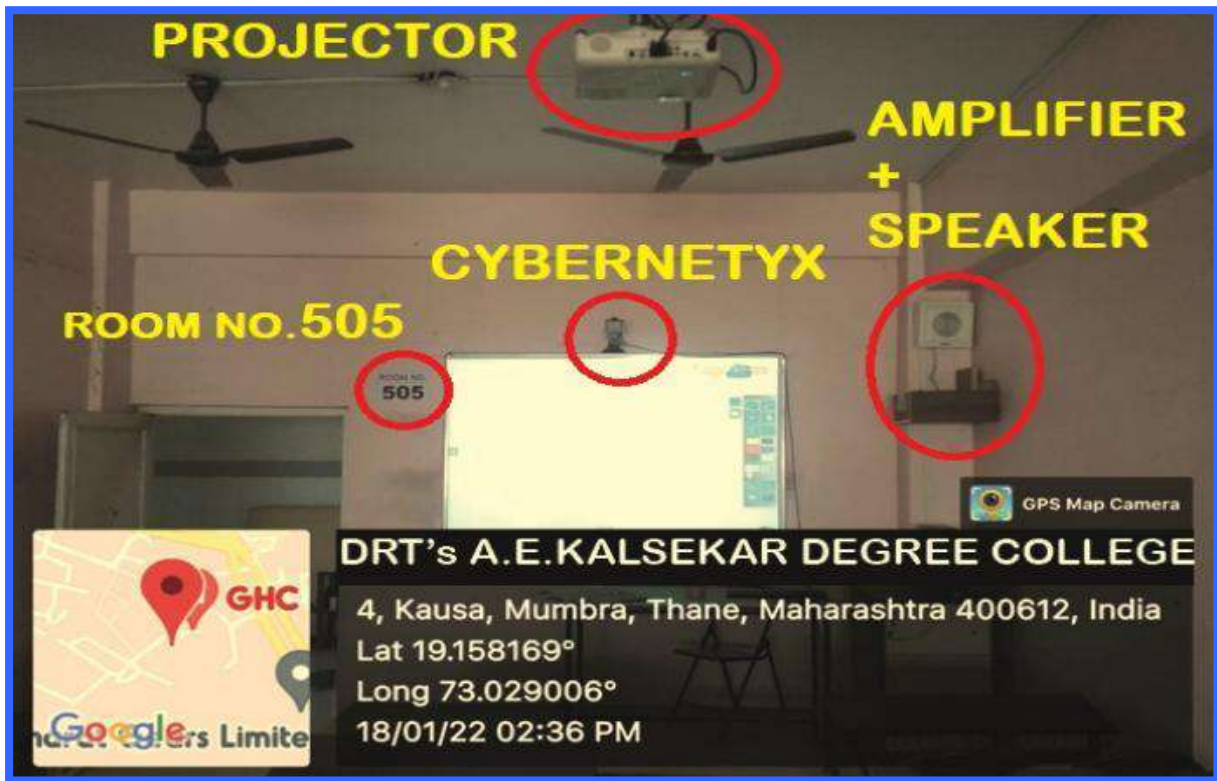 PROJECTOR
AMPLIFIER
+
SPEAKER
CYBERNETYX
ROOM NO.505
ROOM NO.
505
GPS Map Camera
DRT's A.E.KALSEKAR DEGREE COLLEGE
GHC
4, Kausa, Mumbra, Thane, Maharashtra 400612, India
Lat 19.158169°
Long 73.029006°
18/01/22 02:36 PM
Google
Limite